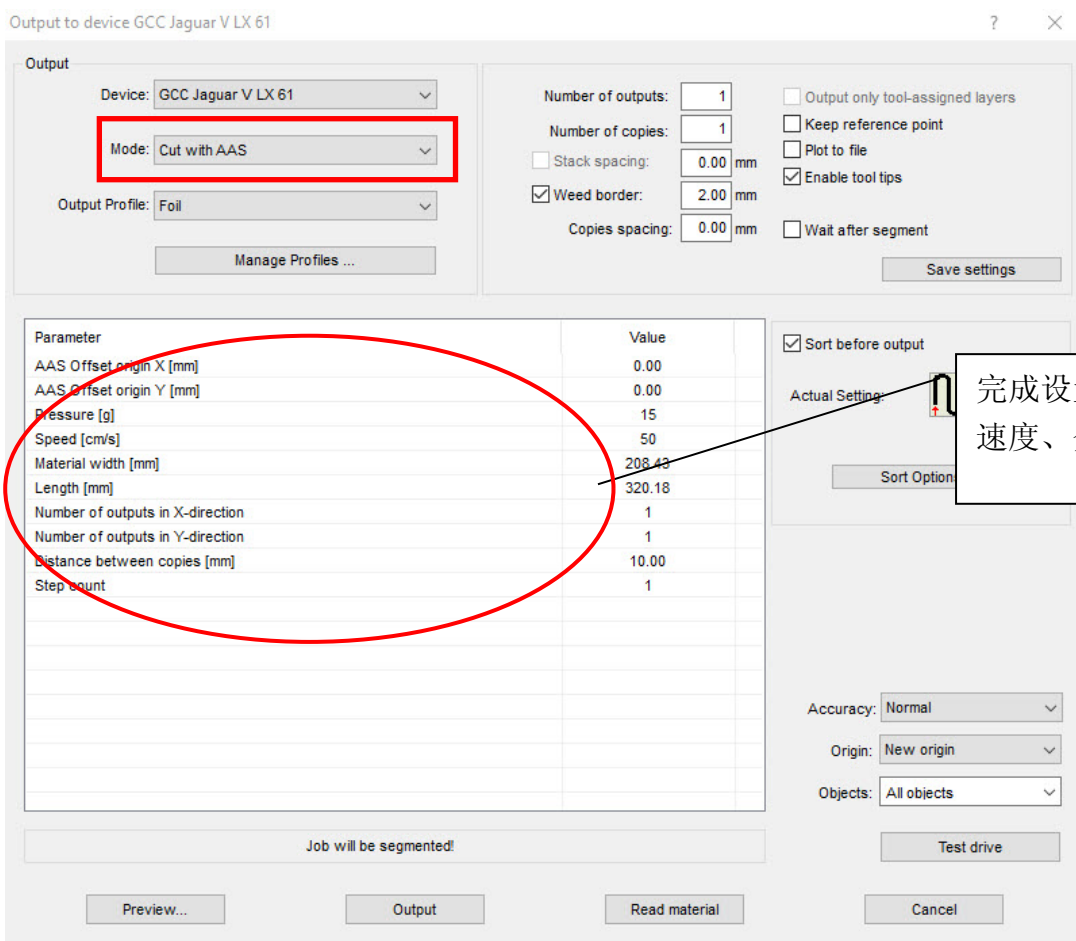 Output to device GCC Jaguar V LX 61 ?
Output
Device: GCC Jaguar V LX 61
Mode: Cut with AAS
Output Profile: Foil
Manage Profiles ...
Number of outputs: 1
Number of copies: 1
Stack spacing: 0.00 mm
Weed border: 2.00 mm
Copies spacing: 0.00 mm
Output only tool-assigned layers
Keep reference point
Plot to file
Enable tool tips
Wait after segment
Save settings
Parameter Value
AAS Offset origin X [mm] 0.00
AAS Offset origin Y [mm] 0.00
Pressure [g] 15
Speed [cm/s] 50
Material width [mm] 208.43
Length [mm] 320.18
Number of outputs in X-direction 1
Number of outputs in Y-direction 1
Distance between copies [mm] 10.00
Step count 1
Sort before output
Actual Setting:
Sort Option
完成设
速度、
Accuracy: Normal
Origin: New origin
Objects: All objects
Job will be segmented!
Test drive
Preview...
Output
Read material
Cancel